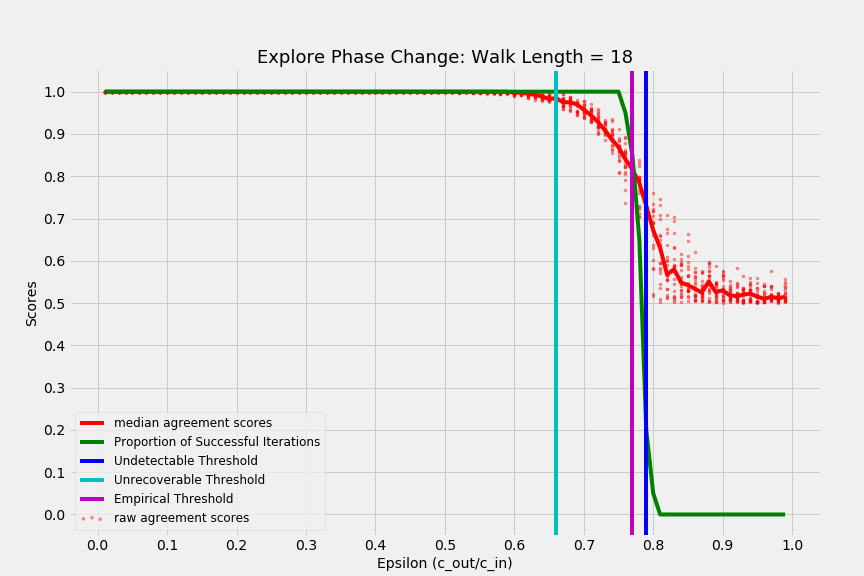 Explore Phase Change: Walk Length = 18
1.0
0.9
0.8
0.7
0.6
0.5
0.4
0.3
0.2
0.1
0.0
Scores
median agreement scores
Proportion of Successful Iterations
Undetectable Threshold
Unrecoverable Threshold
Empirical Threshold
raw agreement scores
0.0 0.1 0.2 0.3 0.4 0.5 0.6 0.7 0.8 0.9 1.0
Epsilon (c_out/c_in)